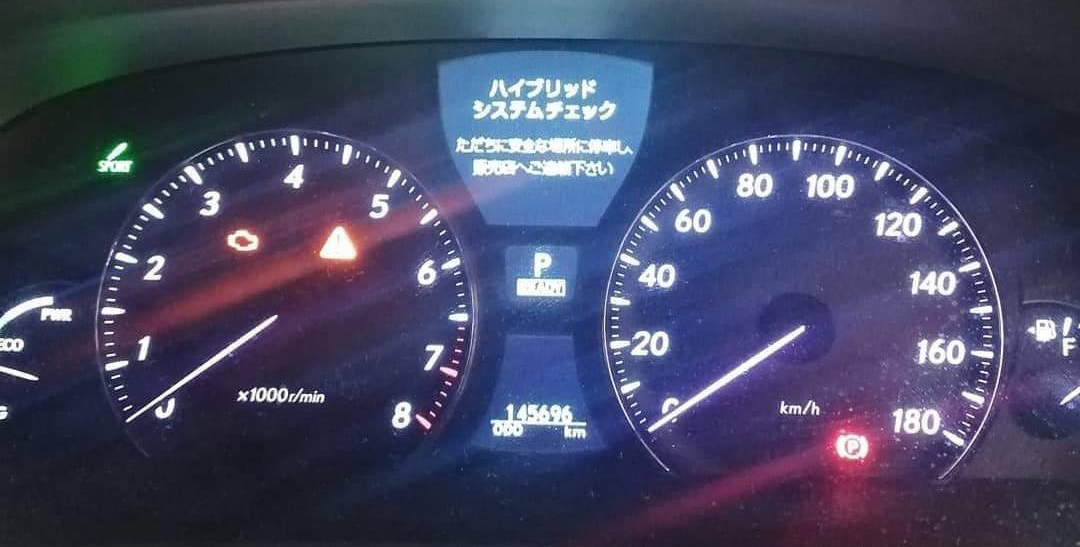 ハイブリッド
システムチェック
ただちに安全な場所に停車し、
販売店へご連絡下さい
SPORT
PWR
ECO
0
1
2
3
4
5
6
7
8
x1000r/min
P
READY
145696
ODO km
0
20
40
60
80
100
120
140
160
180
km/h
P
F